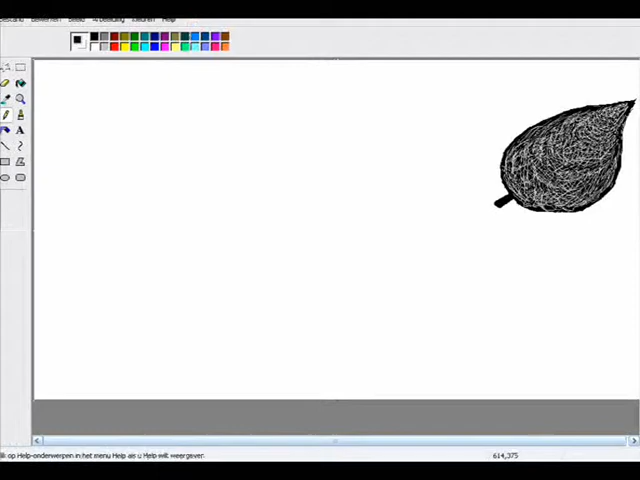 Bestand Bewerken Beeld Afbeelding Kleuren Help
op Help-onderwerpen in het menu Help als u Help wilt weergeven.
614,375